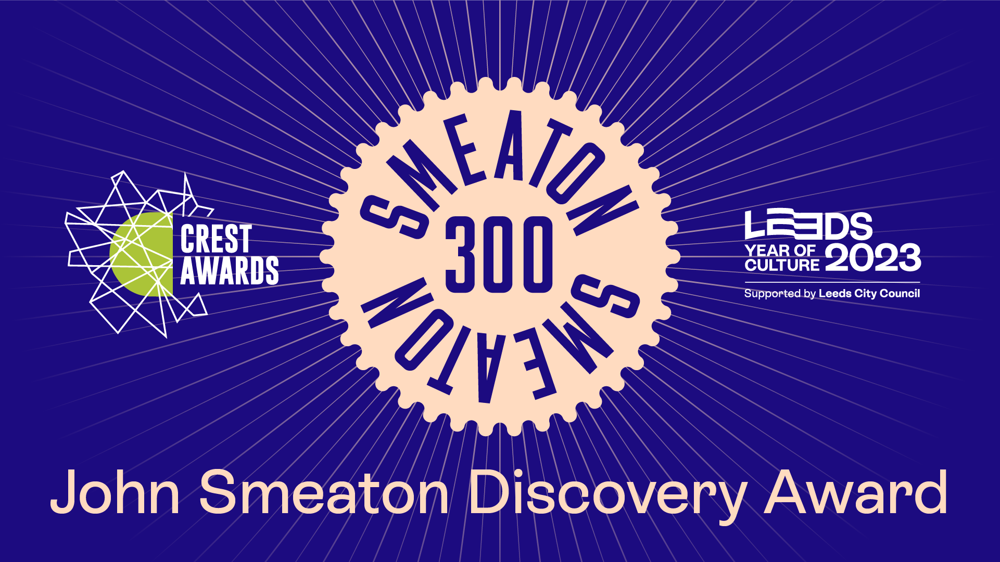 SMEATON
300
SMEATON
CREST
AWARDS
LEEDS
YEAR OF
CULTURE 2023
Supported by Leeds City Council
John Smeaton Discovery Award